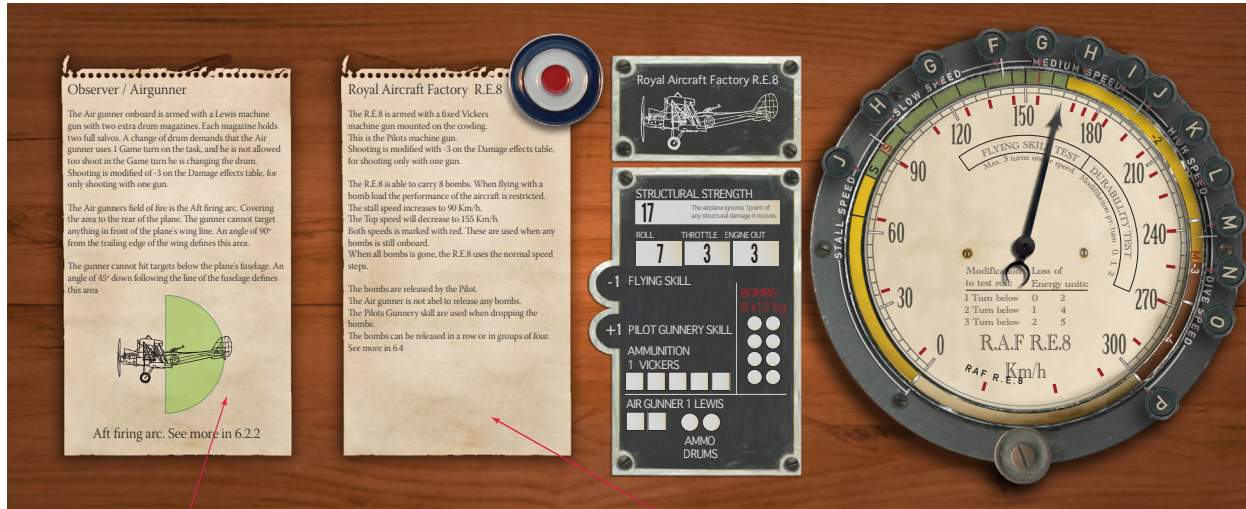 Observer / Airgunner
The Air gunner onboard is armed with a Lewis machine
gun with two extra drum magazines. Each magazine holds
two full salvos. A change of drum demands that the Air
gunner uses 1 Game turn on the task, and he is not allowed
too shoot in the Game turn he is changing the drum.
Shooting is modified of -3 on the Damage effects table, for
only shooting with one gun.
The Air gunners field of fire is the Aft firing arc. Covering
the area to the rear of the plane. The gunner cannot target
anything in front of the plane's wing line. An angle of 90°
from the trailing edge of the wing defines this area.
The gunner cannot hit targets below the plane's fuselage. An
angle of 45° down following the line of the fuselage defines
this area
Aft firing arc. See more in 6.2.2
Royal Aircraft Factory R.E.8
The R.E.8 is armed with a fixed Vickers
machine gun mounted on the cowling.
This is the Pilots machine gun.
Shooting is modified with -3 on the Damage effects table,
for shooting only with one gun.
The R.E.8 is able to carry 8 bombs. When flying with a
bomb load the performance of the aircraft is restricted.
The stall speed increases to 90 Km/h.
The Top speed will decrease to 155 Km/h.
Both speeds is marked with red. These are used when any
bombs is still onboard.
When all bombs is gone, the R.E.8 uses the normal speed
steps.
The bombs are released by the Pilot.
The Air gunner is not abel to release any bombs.
The Pilots Gunnery skill are used when dropping the
bombs.
The bombs can be released in a row or in groups of four.
See more in 6.4
Royal Aircraft Factory R.E.8
STRUCTURAL STRENGTH
17 The airplane ignores 1point of
any structural damage it recives.
ROLL THROTTLE ENGINE OUT
7 3 3
-1 FLYING SKILL
BOMBS
8 x12 Kg
+1 PILOT GUNNERY SKILL
AMMUNITION
1 VICKERS
AIR GUNNER 1 LEWIS
AMMO
DRUMS
J H G F G H I J K L M N O P
STALL SPEED
SLOW SPEED
MEDIUM SPEED
HIGH SPEED
DIVE SPEED
S S
-2
M-3
-4
0 30 60 90 120 150 180 210 240 270 300
FLYING SKILL TEST
Max. 3 turns under speed.
DURABILLITY TEST
Modification pr. turn 0. -1. -2
Modification Loss of
to test roll: Energy units:
1 Turn below 0 2
2 Turn below -1 4
3 Turn below -2 5
R.A.F R.E.8
Km/h
RAF R.E.8